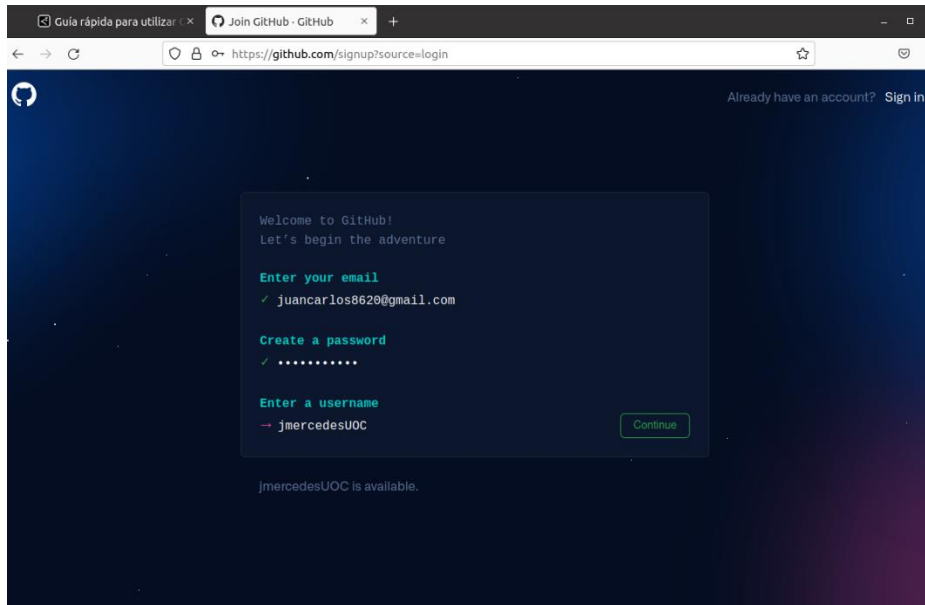 Guía rápida para utilizar
Join GitHub · GitHub
https://github.com/signup?source=login
Already have an account? Sign in
Welcome to GitHub!
Let's begin the adventure
Enter your email
✓ juancarlos8620@gmail.com
Create a password
✓ •••••••••••
Enter a username
→ jmercedesUOC
Continue
jmercedesUOC is available.